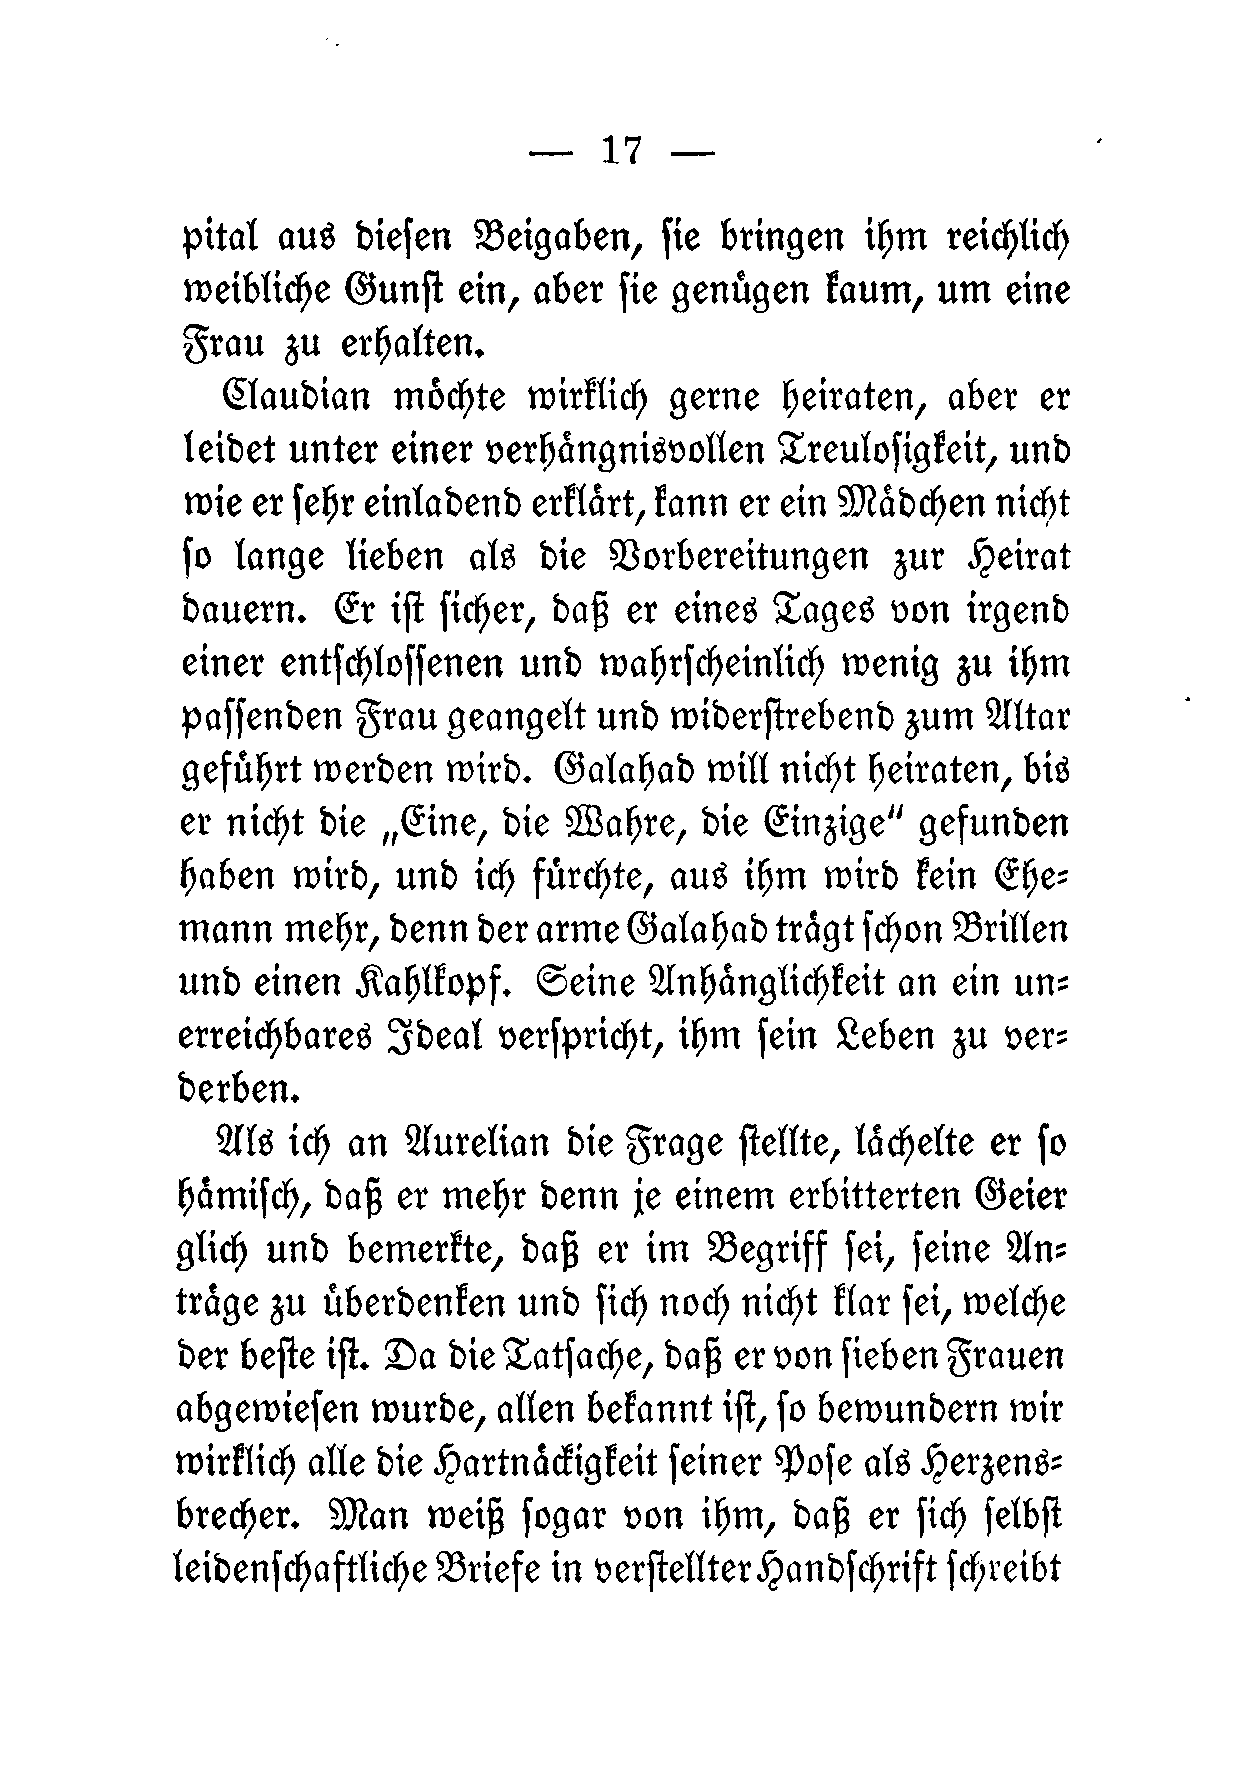 — 17 —
pital aus dieſen Beigaben, ſie bringen ihm reichlich
weibliche Gunſt ein, aber ſie genügen kaum, um eine
Frau zu erhalten.
Claudian möchte wirklich gerne heiraten, aber er
leidet unter einer verhängnisvollen Treuloſigkeit, und
wie er ſehr einladend erklärt, kann er ein Mädchen nicht
ſo lange lieben als die Vorbereitungen zur Heirat
dauern. Er iſt ſicher, daß er eines Tages von irgend
einer entſchloſſenen und wahrſcheinlich wenig zu ihm
paſſenden Frau geangelt und widerſtrebend zum Altar
geführt werden wird. Galahad will nicht heiraten, bis
er nicht die „Eine, die Wahre, die Einzige" gefunden
haben wird, und ich fürchte, aus ihm wird kein Ehe⸗
mann mehr, denn der arme Galahad trägt ſchon Brillen
und einen Kahlkopf. Seine Anhänglichkeit an ein un⸗
erreichbares Ideal verſpricht, ihm ſein Leben zu ver⸗
derben.
Als ich an Aurelian die Frage ſtellte, lächelte er ſo
hämiſch, daß er mehr denn je einem erbitterten Geier
glich und bemerkte, daß er im Begriff ſei, ſeine An⸗
träge zu überdenken und ſich noch nicht klar ſei, welche
der beſte iſt. Da die Tatſache, daß er von ſieben Frauen
abgewieſen wurde, allen bekannt iſt, ſo bewundern wir
wirklich alle die Hartnäckigkeit ſeiner Poſe als Herzens⸗
brecher. Man weiß ſogar von ihm, daß er ſich ſelbſt
leidenſchaftliche Briefe in verſtellter Handſchrift ſchreibt